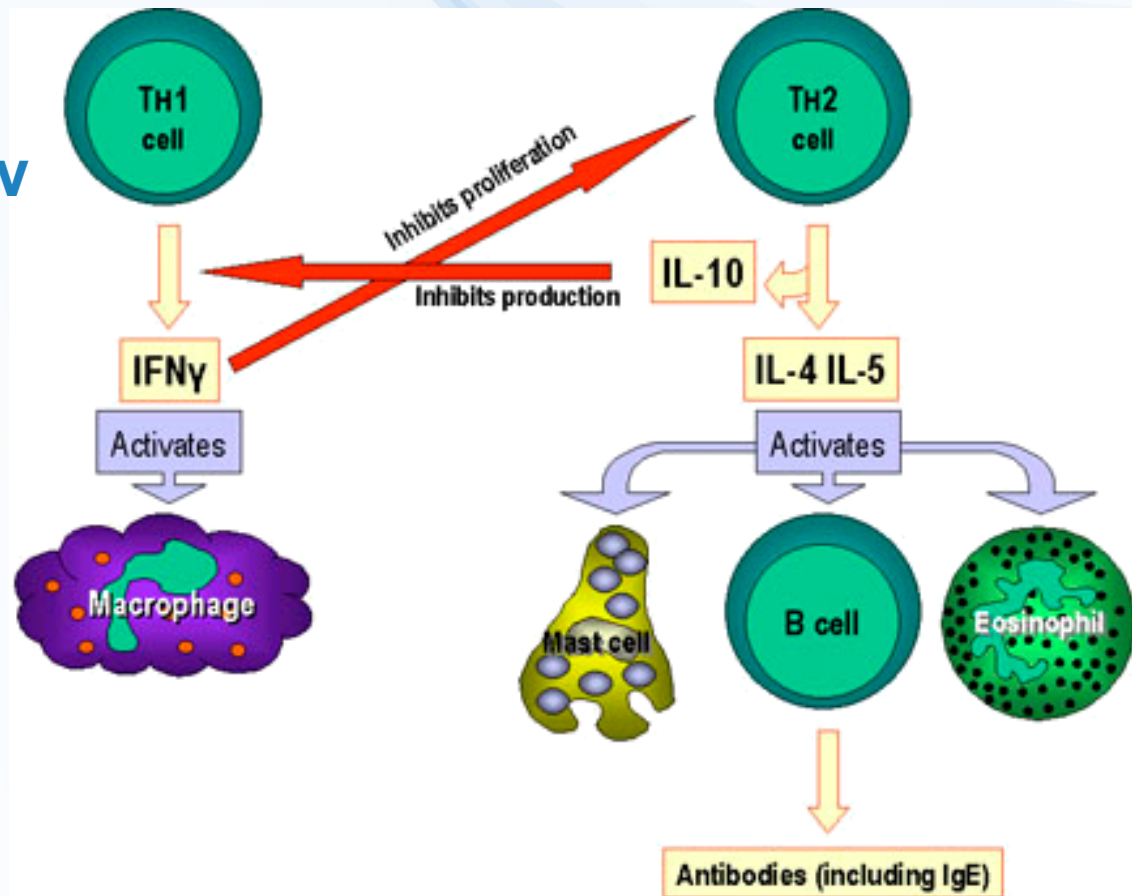 TH1
cell
TH2
cell
v
Inhibits proliferation
Inhibits production
IL-10
IFNγ
IL-4 IL-5
Activates
Activates
Macrophage
Mast cell
B cell
Eosinophil
Antibodies (including IgE)